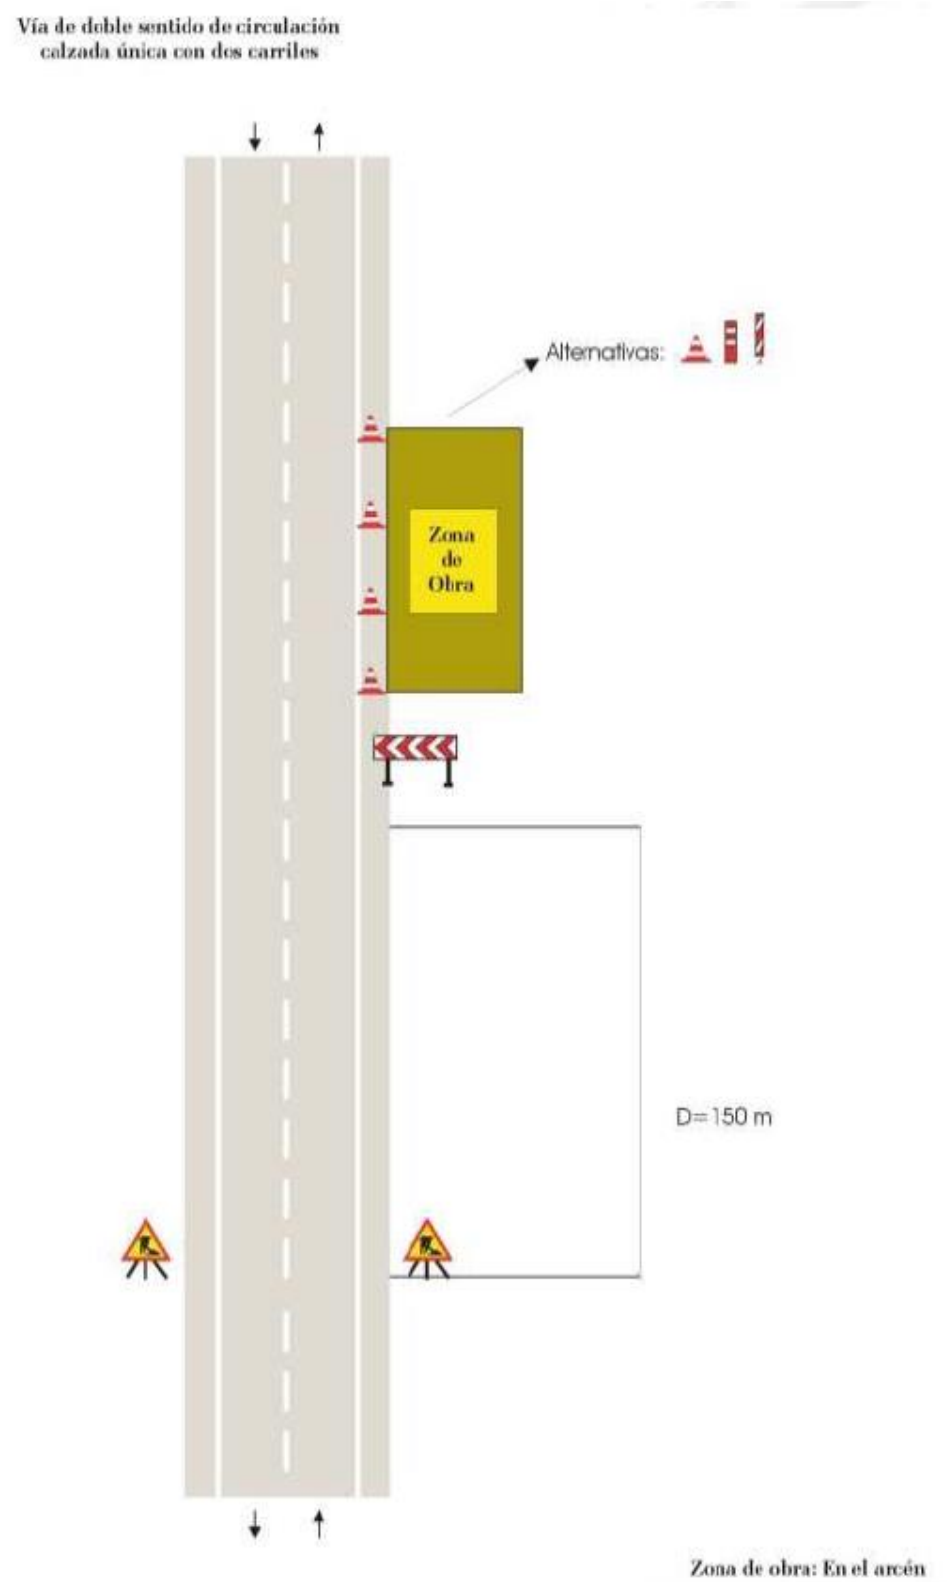 Vía de doble sentido de circulación
calzada única con dos carriles
Alternativas:
Zona
de
Obra
D=150 m
Zona de obra: En el arcén